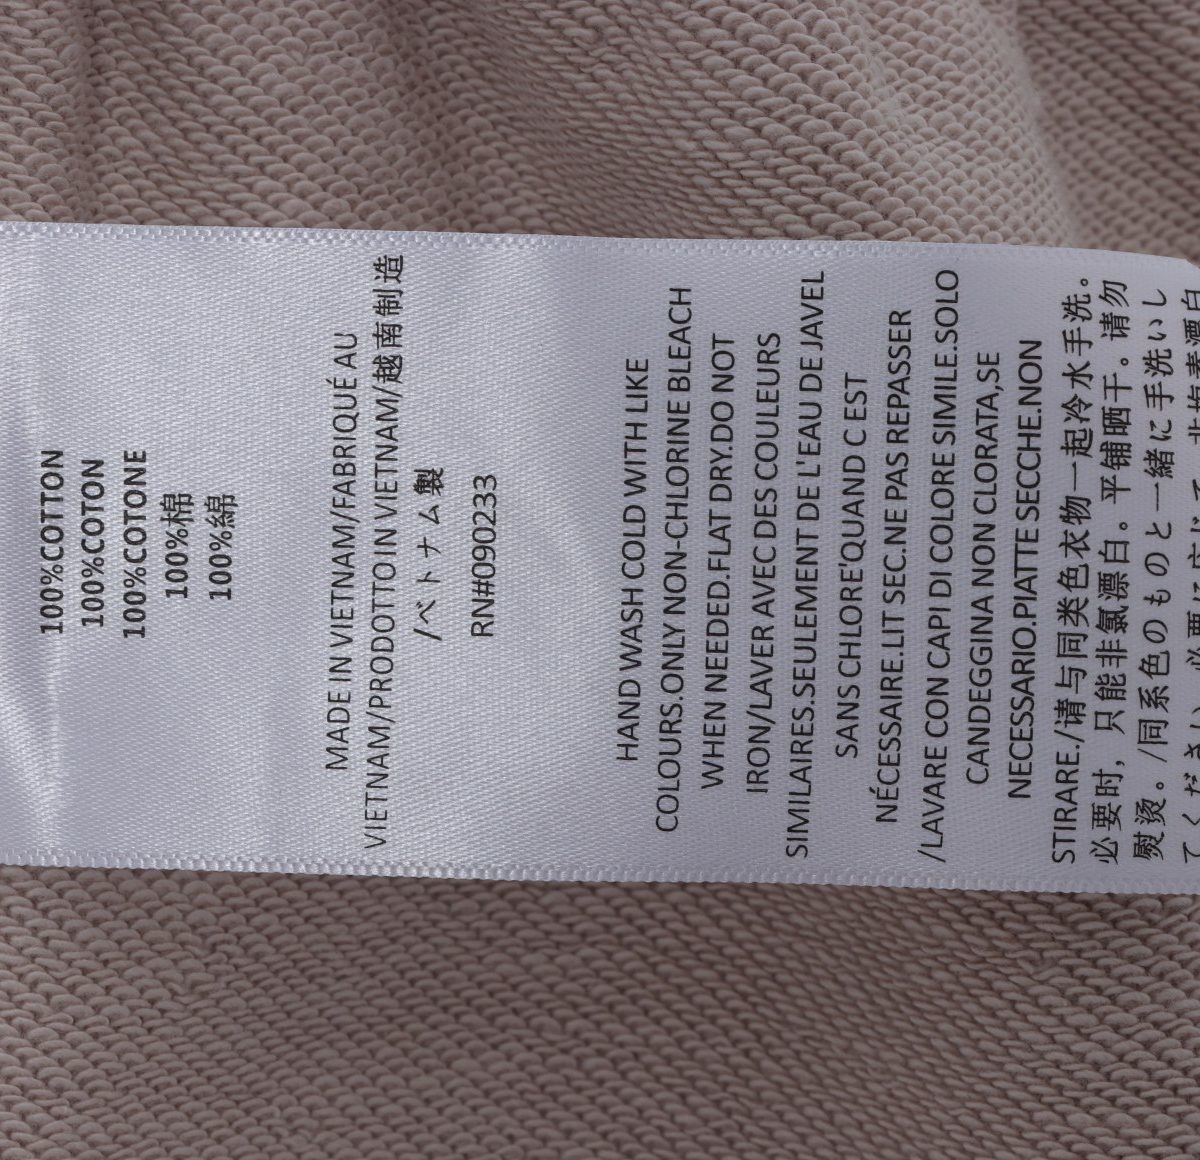 100%COTTON
100%COTON
100%COTONE
100%棉
100%綿
MADE IN VIETNAM/FABRIQUÉ AU
VIETNAM/PRODOTTO IN VIETNAM/越南制造
/ベトナム製
RN#090233
HAND WASH COLD WITH LIKE
COLOURS.ONLY NON-CHLORINE BLEACH
WHEN NEEDED.FLAT DRY.DO NOT
IRON/LAVER AVEC DES COULEURS
SIMILAIRES.SEULEMENT DE L'EAU DE JAVEL
SANS CHLORE'QUAND C EST
NÉCESSAIRE.LIT SEC.NE PAS REPASSER
/LAVARE CON CAPI DI COLORE SIMILE.SOLO
CANDEGGINA NON CLORATA,SE
NECESSARIO.PIATTE SECCHE.NON
STIRARE./请与同类色衣物一起冷水手洗。
必要时，只能非氯漂白。平铺晒干。请勿
熨烫。/同系色のものと一緒に手洗いし
てください